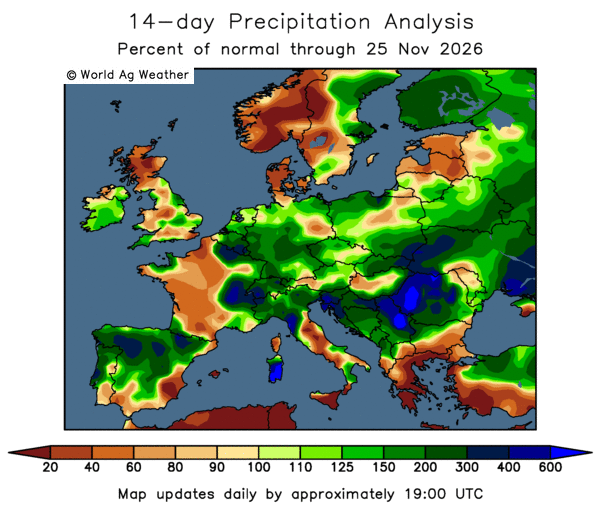 14-day Precipitation Analysis
Percent of normal through 25 Nov 2026
© World Ag Weather
20 40 60 80 90 100 110 125 150 200 300 400 600
Map updates daily by approximately 19:00 UTC